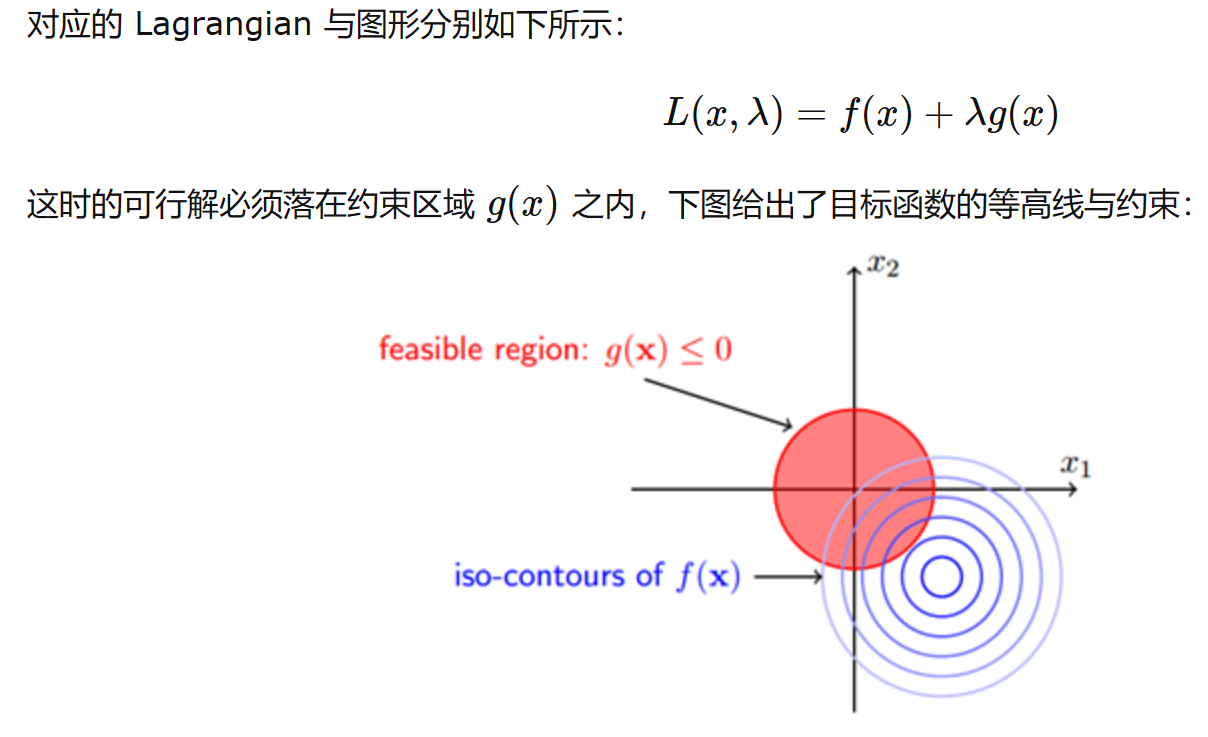 对应的 Lagrangian 与图形分别如下所示：
L(x, λ) = f(x) + λg(x)
这时的可行解必须落在约束区域 g(x) 之内，下图给出了目标函数的等高线与约束：
x₂
feasible region: g(x) ≤ 0
x₁
iso-contours of f(x)